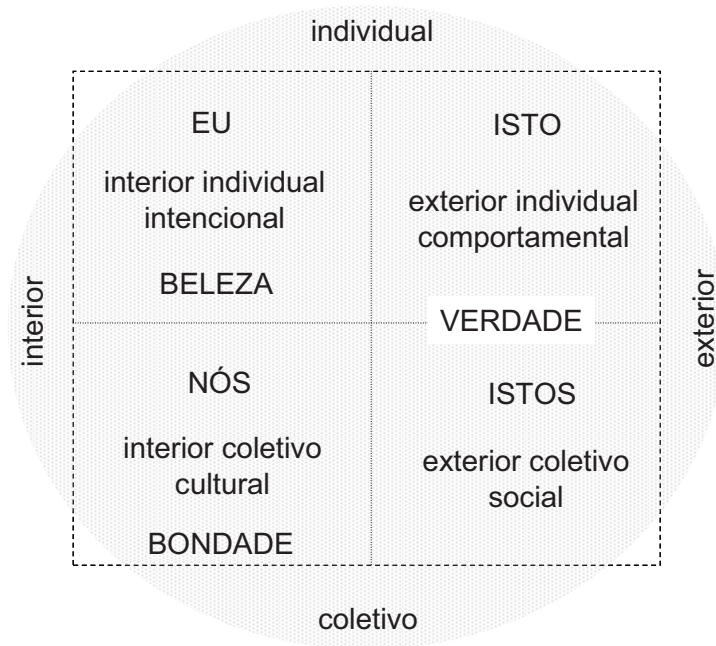 individual
EU
interior individual
intencional
BELEZA
ISTO
exterior individual
comportamental
VERDADE
interior
exterior
NÓS
interior coletivo
cultural
BONDADE
ISTOS
exterior coletivo
social
coletivo